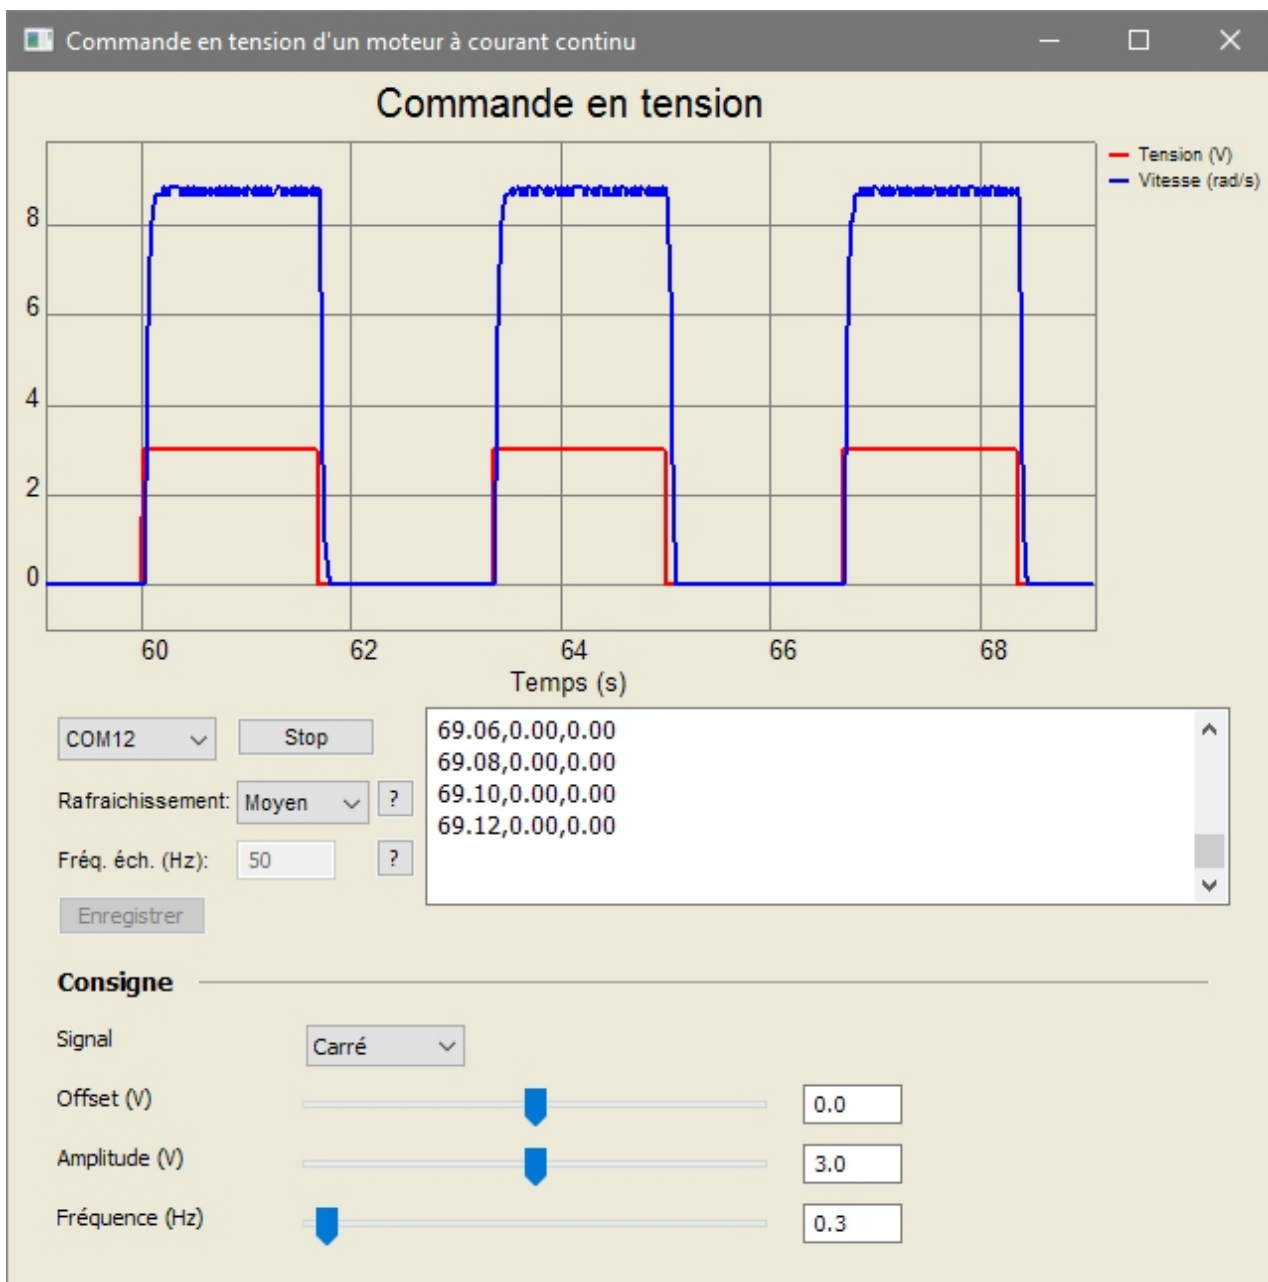 Commande en tension d'un moteur à courant continu
Commande en tension
Tension (V)
Vitesse (rad/s)
8
6
4
2
0
60 62 64 66 68
Temps (s)
COM12 Stop
Rafraichissement: Moyen ?
Fréq. éch. (Hz): 50 ?
Enregistrer
69.06,0.00,0.00
69.08,0.00,0.00
69.10,0.00,0.00
69.12,0.00,0.00
Consigne
Signal Carré
Offset (V) 0.0
Amplitude (V) 3.0
Fréquence (Hz) 0.3